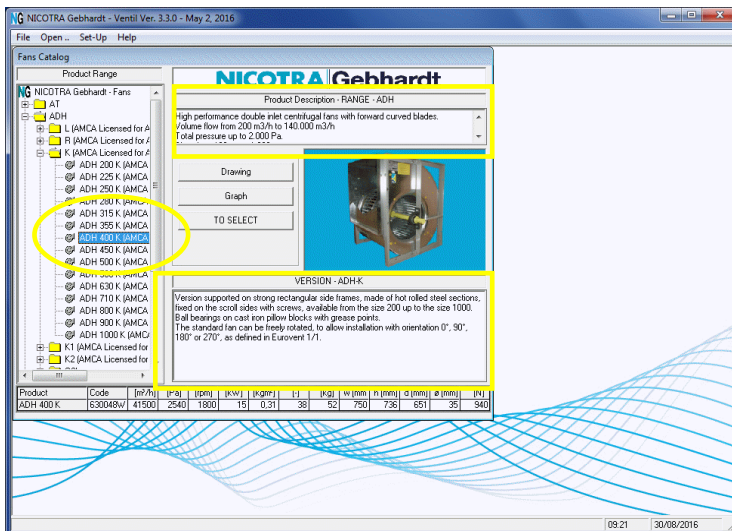 NG NICOTRA Gebhardt - Ventil Ver. 3.3.0 - May 2, 2016
File Open .. Set-Up Help
Fans Catalog
Product Range
NICOTRA Gebhardt
NG NICOTRA Gebhardt - Fans
AT
ADH
L (AMCA Licensed for A
R (AMCA Licensed for A
K (AMCA Licensed for A
ADH 200 K (AMCA
ADH 225 K (AMCA
ADH 250 K (AMCA
ADH 280 K (AMCA
ADH 315 K (AMCA
ADH 355 K (AMCA
ADH 400 K (AMCA
ADH 450 K (AMCA
ADH 500 K (AMCA
ADH 630 K (AMCA
ADH 710 K (AMCA
ADH 800 K (AMCA
ADH 900 K (AMCA
ADH 1000 K (AMC
K1 (AMCA Licensed for
K2 (AMCA Licensed for
Product Description - RANGE - ADH
High performance double inlet centrifugal fans with forward curved blades.
Volume flow from 200 m3/h to 140.000 m3/h
Total pressure up to 2.000 Pa.
Drawing
Graph
TO SELECT
VERSION - ADH-K
Version supported on strong rectangular side frames, made of hot rolled steel sections,
fixed on the scroll sides with screws, available from the size 200 up to the size 1000.
Ball bearings on cast iron pillow blocks with grease points.
The standard fan can be freely rotated, to allow installation with orientation 0°, 90°,
180° or 270°, as defined in Eurovent 1/1.
Product Code [m³/h] [Pa] [rpm] [KW] [Kgm²] [-] [Kg] w [mm h [mm] d [mm] ø [mm] [N]
ADH 400 K 630048W 41500 2540 1800 15 0,31 38 52 750 736 651 35 940
09:21 30/08/2016